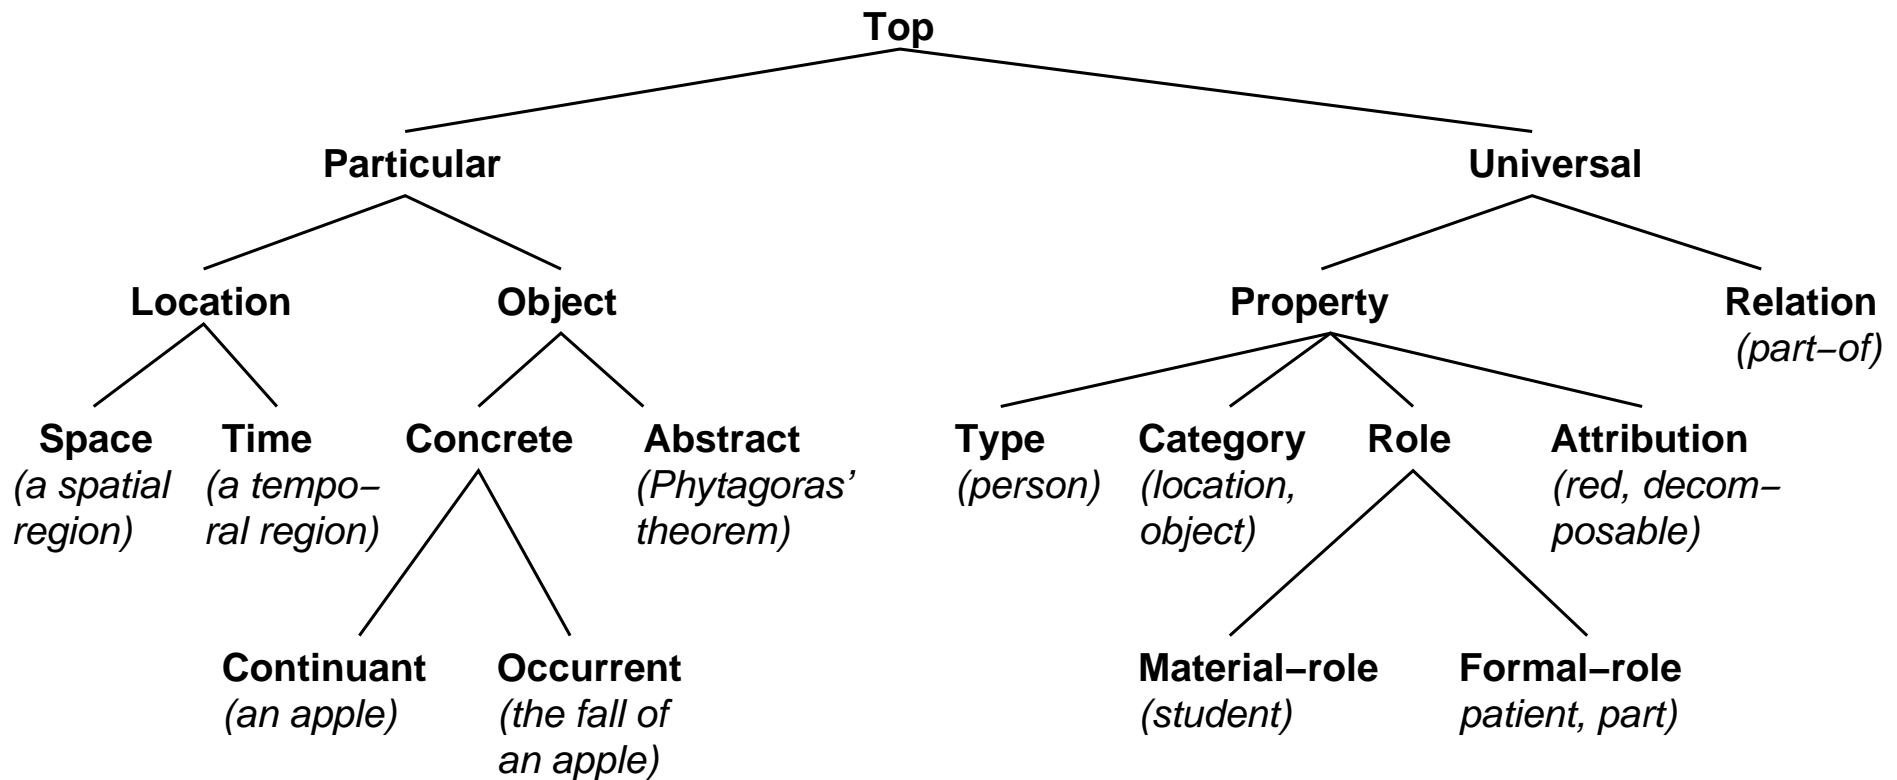 Top
Particular
Universal
Location
Object
Property
Relation
(part−of)
Space
(a spatial
region)
Time
(a tempo−
ral region)
Concrete
Abstract
(Phytagoras’
theorem)
Type
(person)
Category
(location,
object)
Role
Attribution
(red, decom−
posable)
Continuant
(an apple)
Occurrent
(the fall of
an apple)
Material−role
(student)
Formal−role
patient, part)